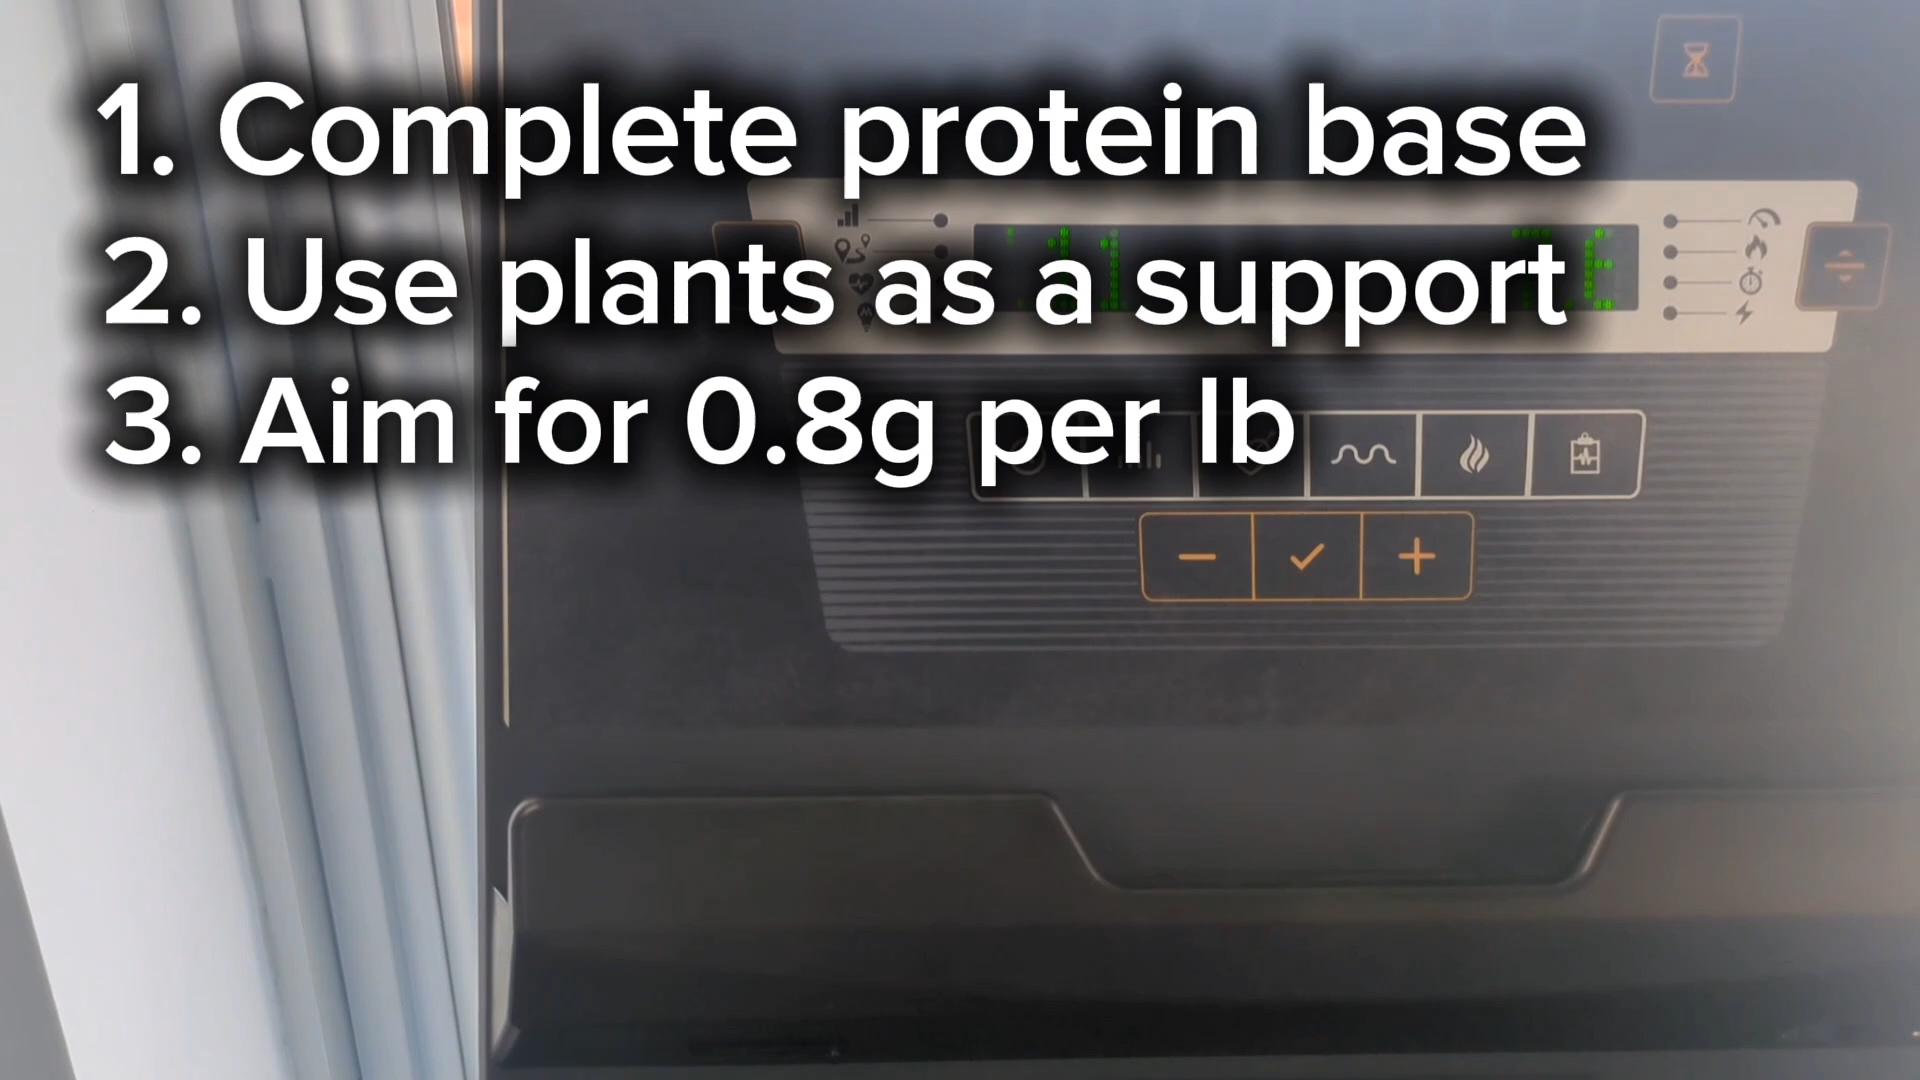 1. Complete protein base
2. Use plants as a support
3. Aim for 0.8g per lb